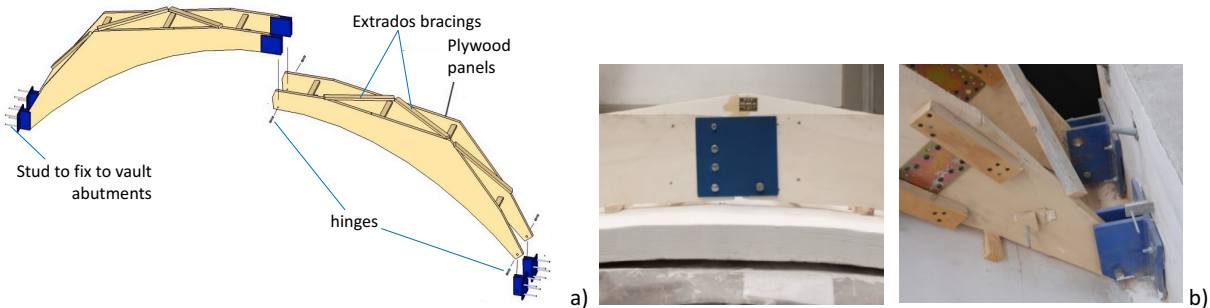 Extrados bracings
Plywood
panels
Stud to fix to vault
abutments
hinges
a)
b)